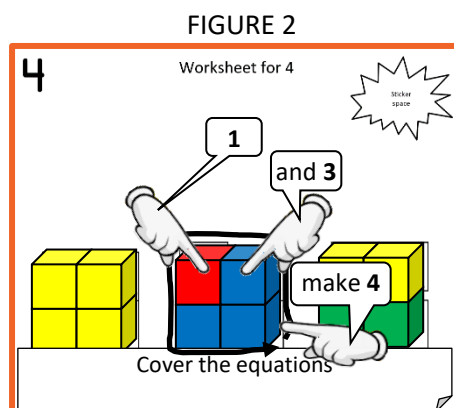 FIGURE 2
4
Worksheet for 4
Sticker
space
1
and 3
make 4
Cover the equations